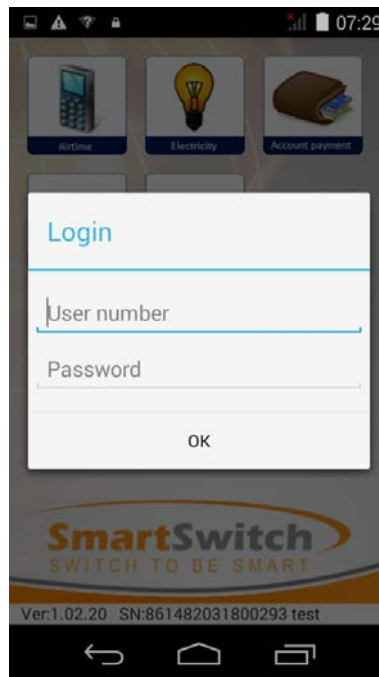 07:29
Airtime
Electricity
Account payment
Login
User number
Password
OK
SmartSwitch
SWITCH TO BE SMART
Ver:1.02.20 SN:861482031800293 test